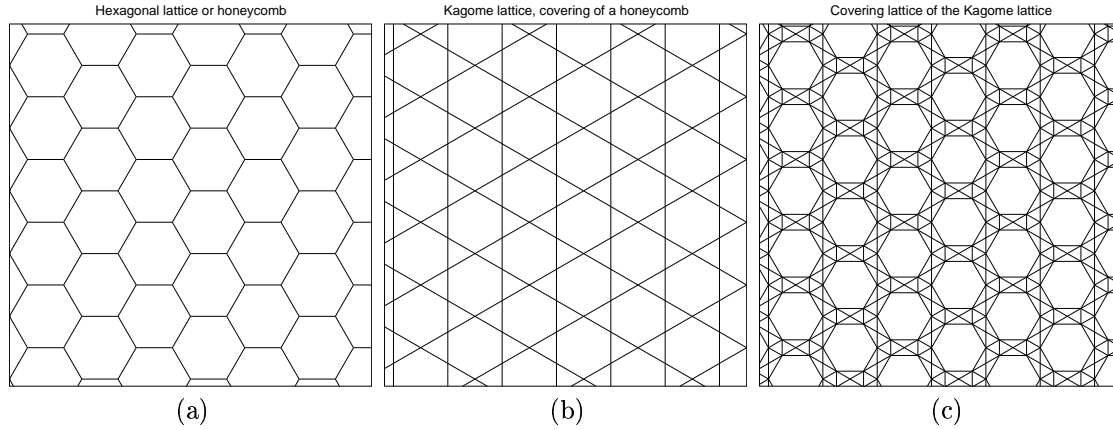 Hexagonal lattice or honeycomb
Kagome lattice, covering of a honeycomb
Covering lattice of the Kagome lattice
(a)
(b)
(c)